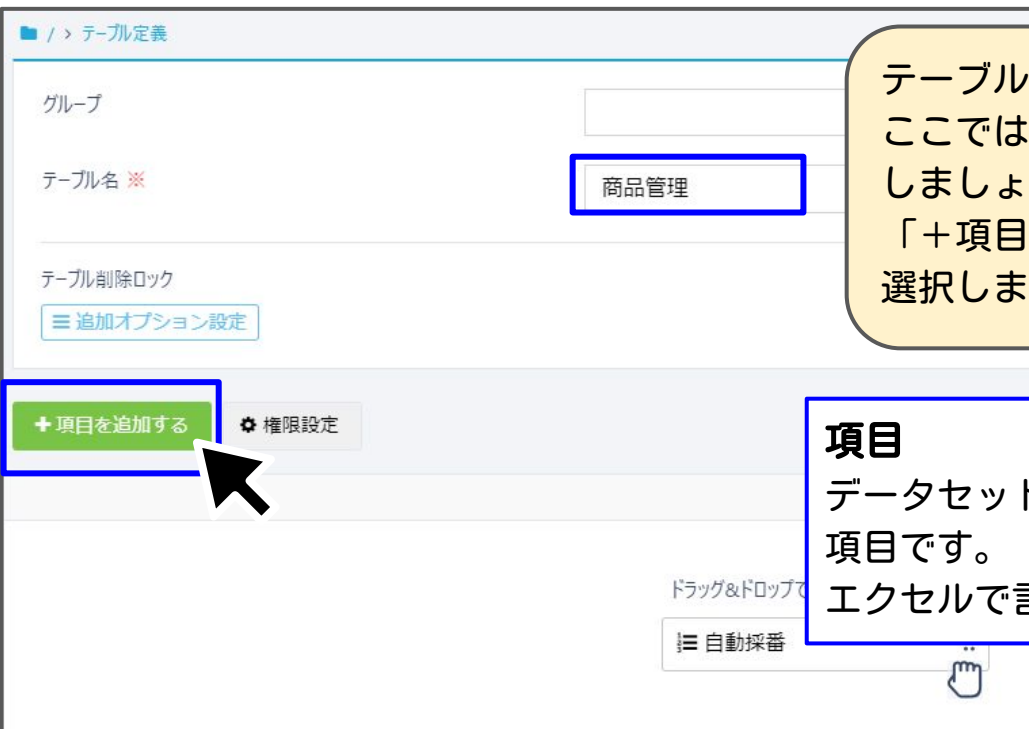 / > テーブル定義
グループ
テーブル名 ※
商品管理
テーブル削除ロック
追加オプション設定
テーブル
ここでは
しましょ
「＋項目
選択しま
+項目を追加する
権限設定
項目
データセット
項目です。
エクセルで言
ドラッグ&ドロップで
自動採番